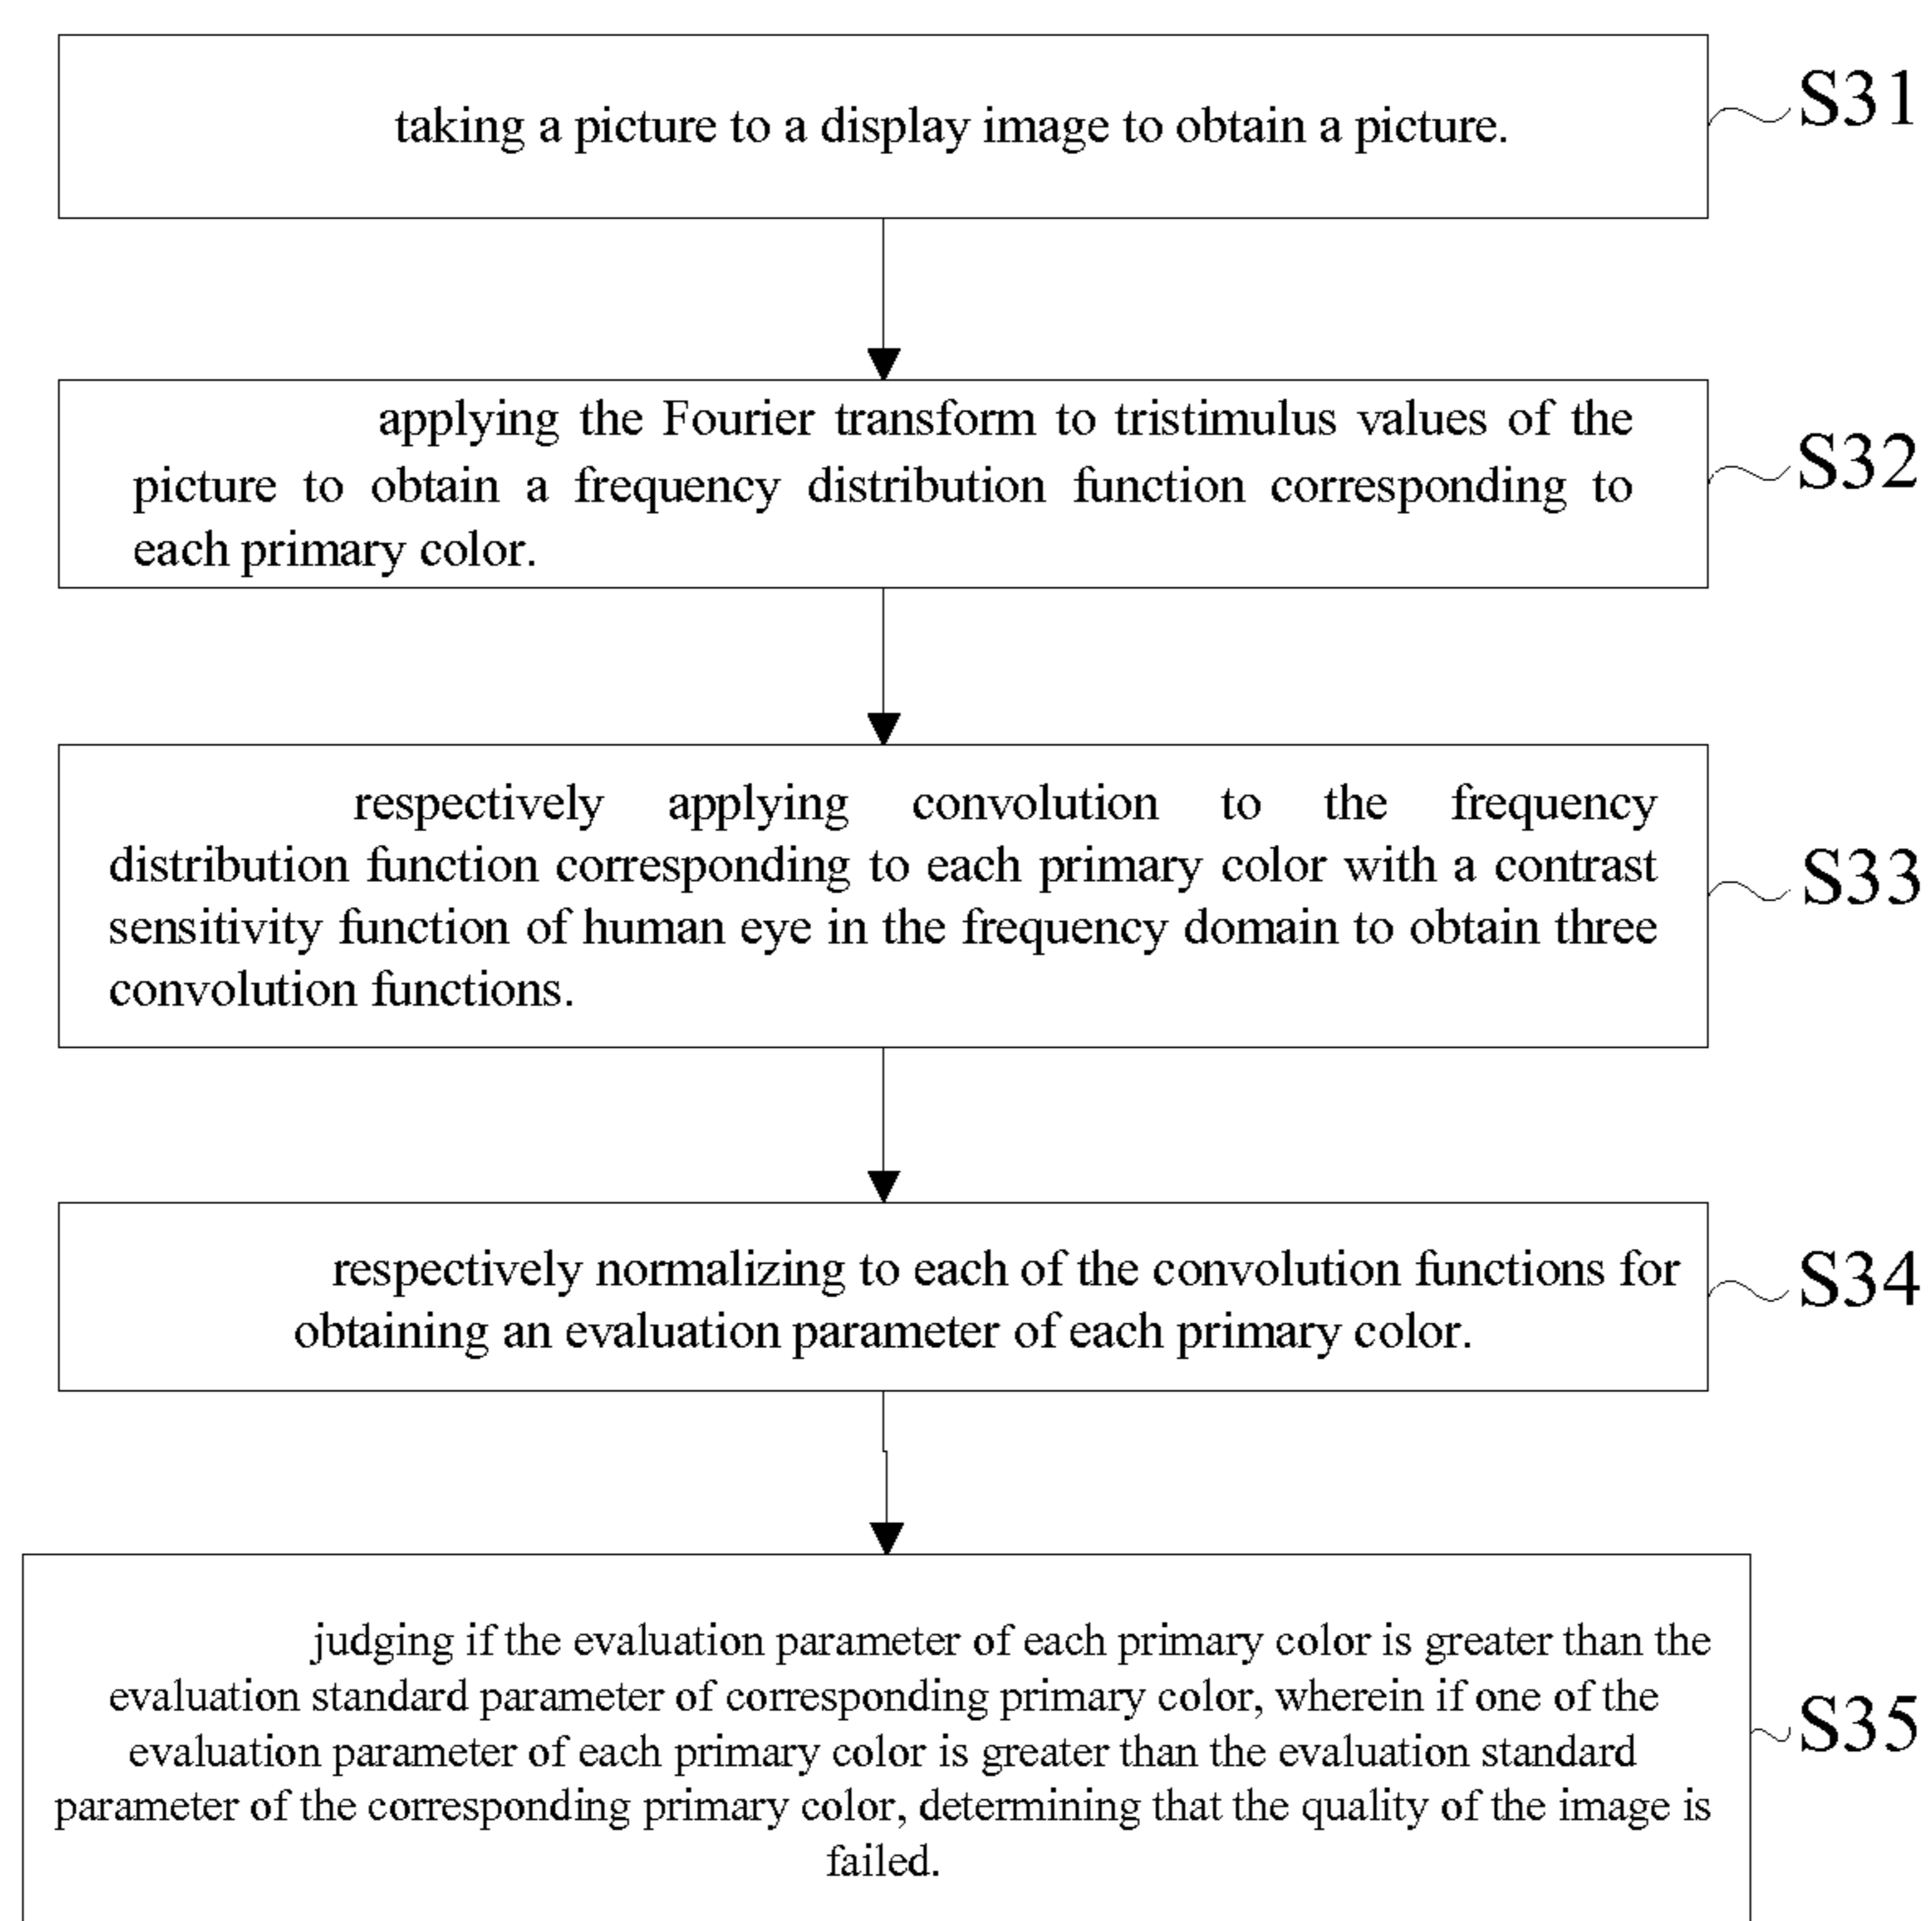 taking a picture to a display image to obtain a picture.
S31
applying the Fourier transform to tristimulus values of the
picture to obtain a frequency distribution function corresponding to
each primary color.
S32
respectively applying convolution to the frequency
distribution function corresponding to each primary color with a contrast
sensitivity function of human eye in the frequency domain to obtain three
convolution functions.
S33
respectively normalizing to each of the convolution functions for
obtaining an evaluation parameter of each primary color.
S34
judging if the evaluation parameter of each primary color is greater than the
evaluation standard parameter of corresponding primary color, wherein if one of the
evaluation parameter of each primary color is greater than the evaluation standard
parameter of the corresponding primary color, determining that the quality of the image is
failed.
S35